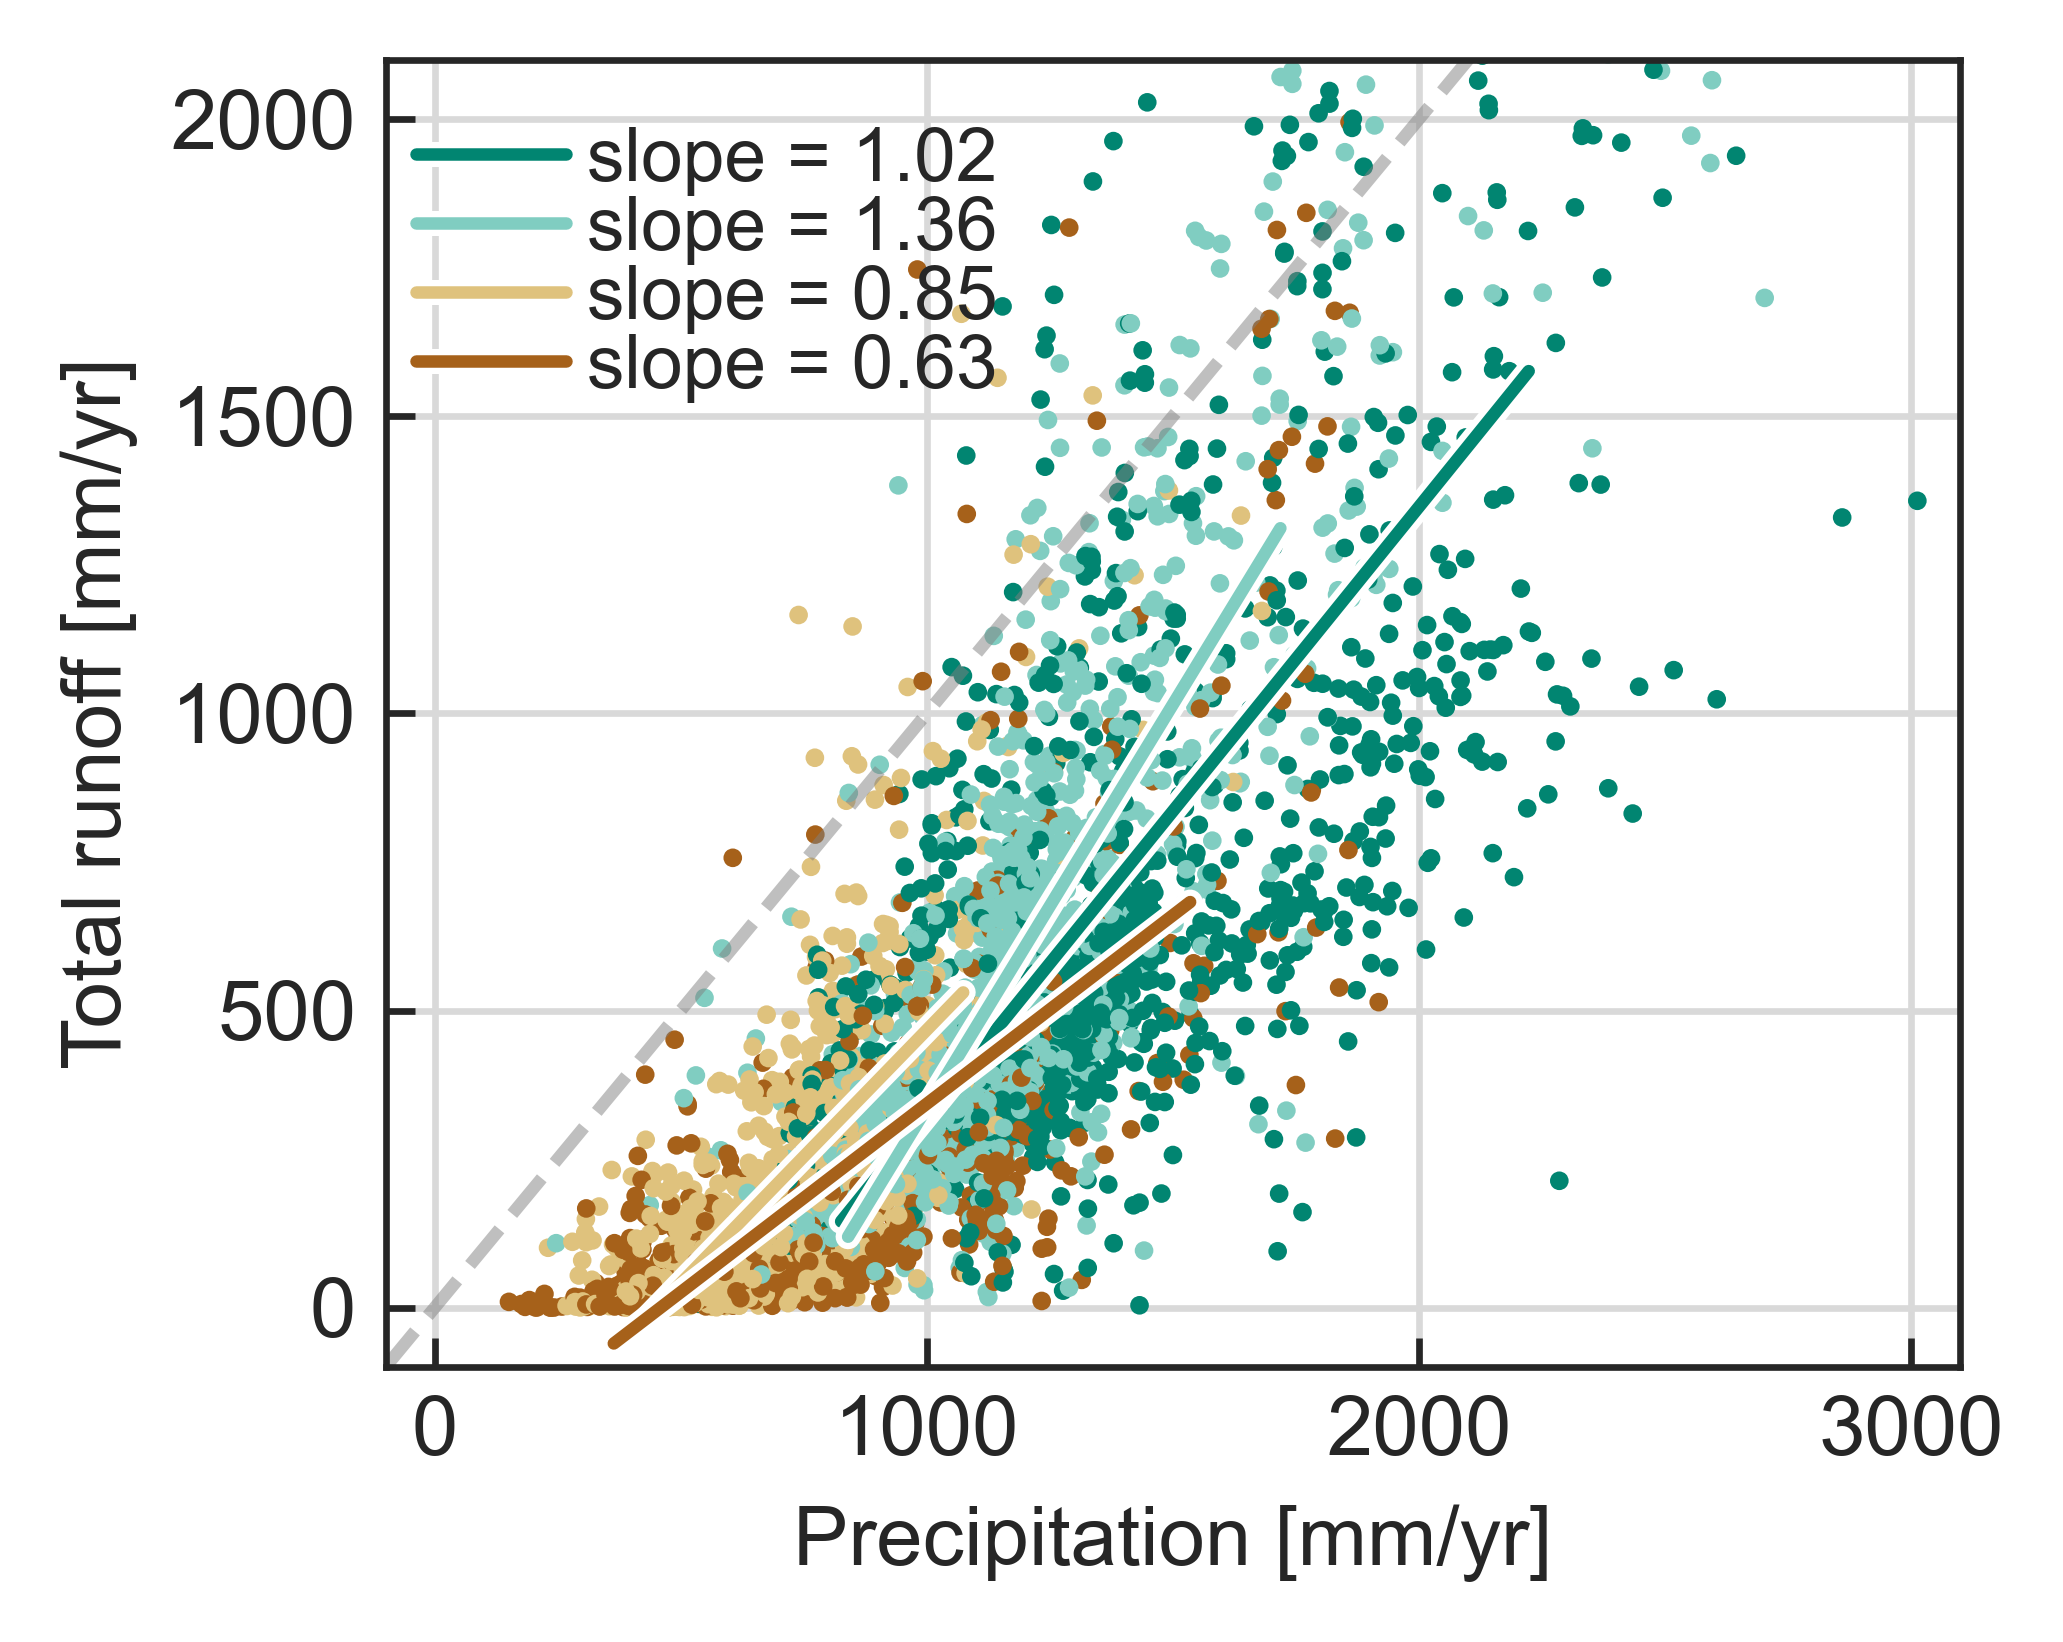 2000
1500
1000
500
0
Total runoff [mm/yr]
slope = 1.02
slope = 1.36
slope = 0.85
slope = 0.63
0 1000 2000 3000
Precipitation [mm/yr]